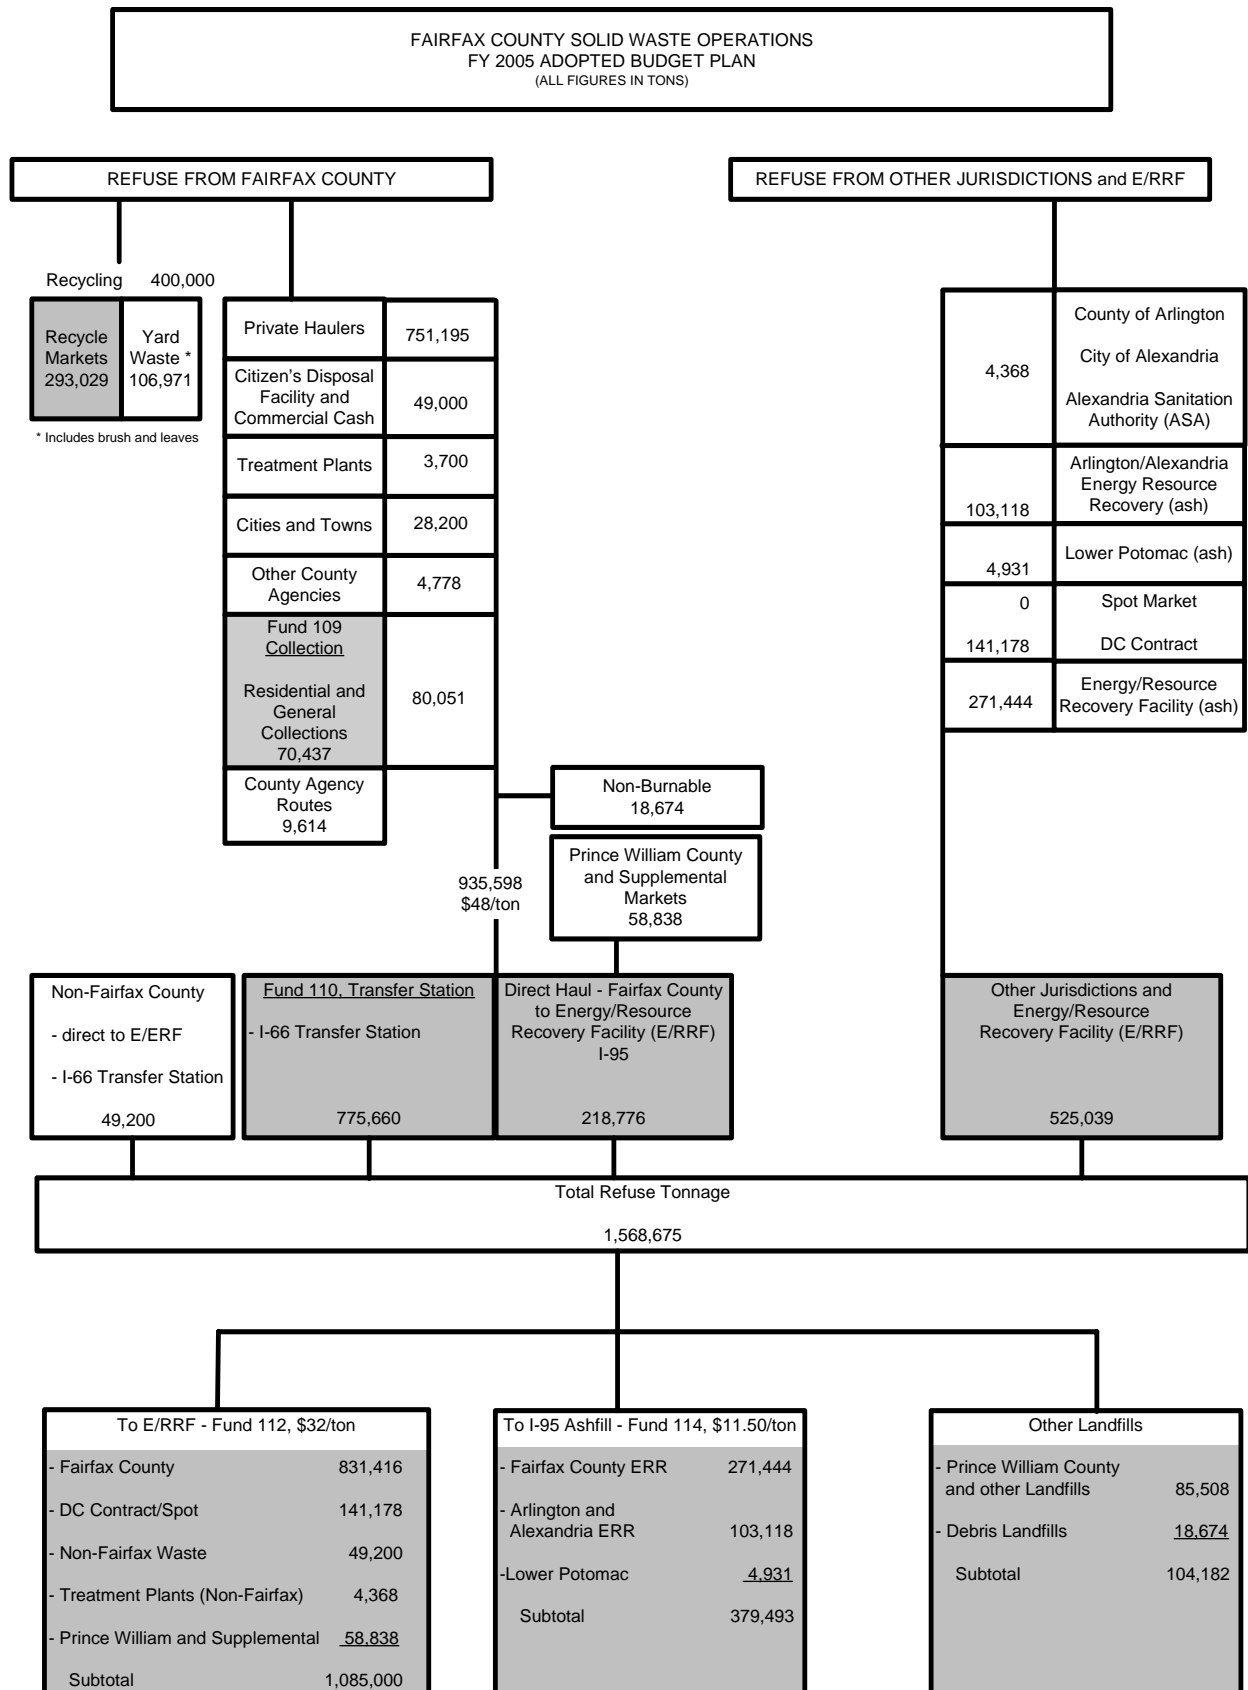 FAIRFAX COUNTY SOLID WASTE OPERATIONS
FY 2005 ADOPTED BUDGET PLAN
(ALL FIGURES IN TONS)
REFUSE FROM FAIRFAX COUNTY
REFUSE FROM OTHER JURISDICTIONS and E/RRF
Recycling 400,000
Recycle
Markets
293,029
Yard
Waste *
106,971
* Includes brush and leaves
Private Haulers
751,195
Citizen's Disposal
Facility and
Commercial Cash
49,000
Treatment Plants
3,700
Cities and Towns
28,200
Other County
Agencies
4,778
Fund 109
Collection
Residential and
General
Collections
70,437
80,051
County Agency
Routes
9,614
4,368
County of Arlington
City of Alexandria
Alexandria Sanitation
Authority (ASA)
103,118
Arlington/Alexandria
Energy Resource
Recovery (ash)
4,931
Lower Potomac (ash)
0 Spot Market
141,178 DC Contract
271,444
Energy/Resource
Recovery Facility (ash)
Non-Burnable
18,674
Prince William County
and Supplemental
Markets
58,838
935,598
$48/ton
Non-Fairfax County
- direct to E/ERF
- I-66 Transfer Station
49,200
Fund 110, Transfer Station
- I-66 Transfer Station
775,660
Direct Haul - Fairfax County
to Energy/Resource
Recovery Facility (E/RRF)
I-95
218,776
Other Jurisdictions and
Energy/Resource
Recovery Facility (E/RRF)
525,039
Total Refuse Tonnage
1,568,675
To E/RRF - Fund 112, $32/ton
- Fairfax County 831,416
- DC Contract/Spot 141,178
- Non-Fairfax Waste 49,200
- Treatment Plants (Non-Fairfax) 4,368
- Prince William and Supplemental 58,838
Subtotal 1,085,000
To I-95 Ashfill - Fund 114, $11.50/ton
- Fairfax County ERR 271,444
- Arlington and
Alexandria ERR 103,118
-Lower Potomac 4,931
Subtotal 379,493
Other Landfills
- Prince William County
and other Landfills 85,508
- Debris Landfills 18,674
Subtotal 104,182